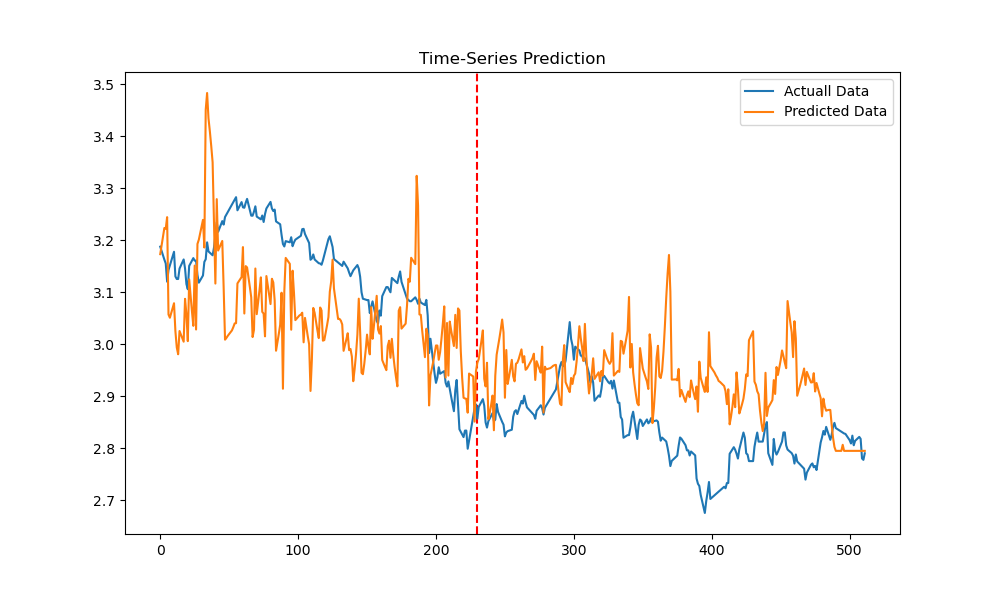 Time-Series Prediction
Actuall Data
Predicted Data
3.5
3.4
3.3
3.2
3.1
3.0
2.9
2.8
2.7
0 100 200 300 400 500